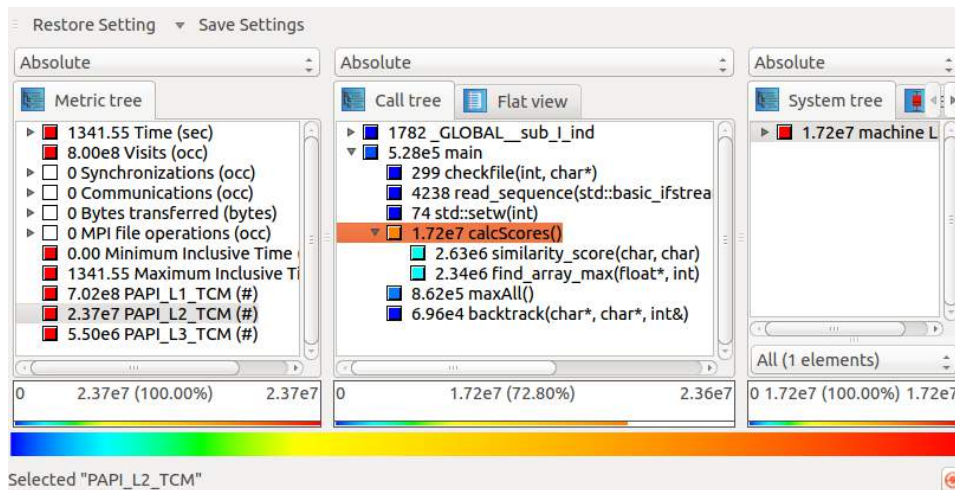 Restore Setting Save Settings
Absolute
Metric tree
1341.55 Time (sec)
8.00e8 Visits (occ)
0 Synchronizations (occ)
0 Communications (occ)
0 Bytes transferred (bytes)
0 MPI file operations (occ)
0.00 Minimum Inclusive Time
1341.55 Maximum Inclusive Ti
7.02e8 PAPI_L1_TCM (#)
2.37e7 PAPI_L2_TCM (#)
5.50e6 PAPI_L3_TCM (#)
0 2.37e7 (100.00%) 2.37e7
Absolute
Call tree Flat view
1782 _GLOBAL__sub_I_ind
5.28e5 main
299 checkfile(int, char*)
4238 read_sequence(std::basic_ifstrea
74 std::setw(int)
1.72e7 calcScores()
2.63e6 similarity_score(char, char)
2.34e6 find_array_max(float*, int)
8.62e5 maxAll()
6.96e4 backtrack(char*, char*, int&)
0 1.72e7 (72.80%) 2.36e7
Absolute
System tree
1.72e7 machine L
All (1 elements)
0 1.72e7 (100.00%) 1.72e7
Selected "PAPI_L2_TCM"